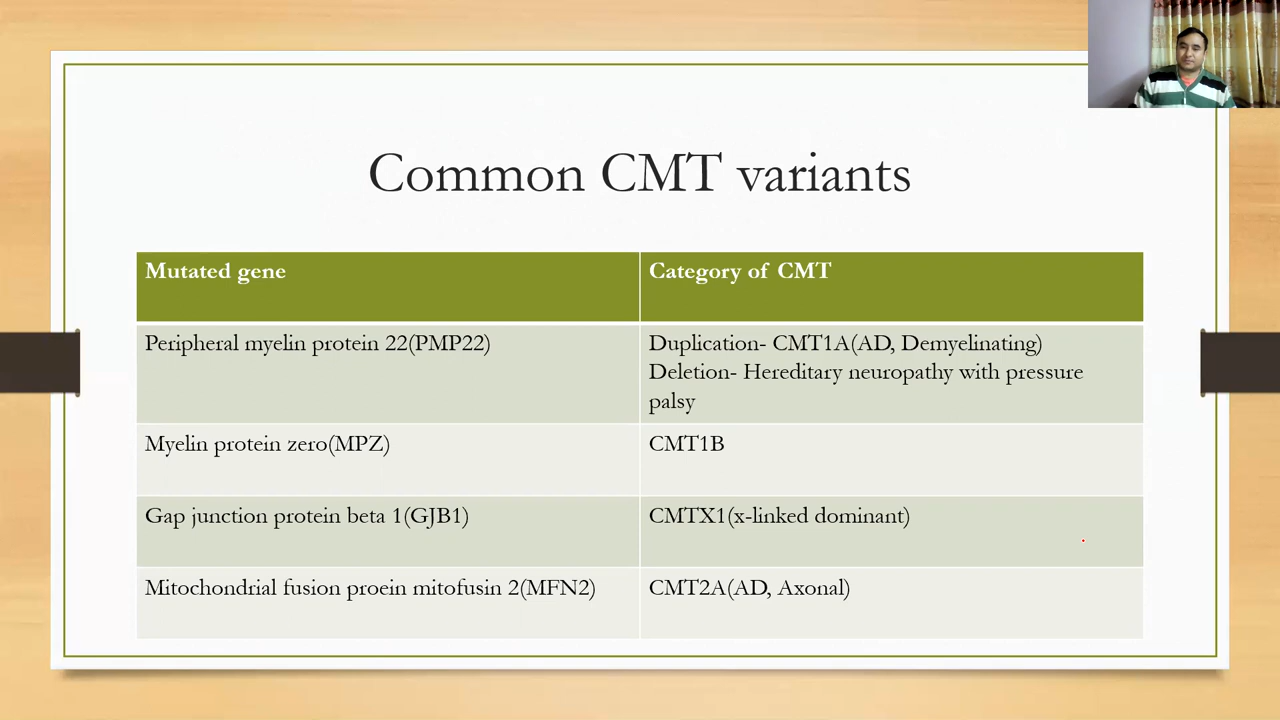 Common CMT variants
Mutated gene
Category of CMT
Peripheral myelin protein 22(PMP22)
Duplication- CMT1A(AD, Demyelinating)
Deletion- Hereditary neuropathy with pressure
palsy
Myelin protein zero(MPZ)
CMT1B
Gap junction protein beta 1(GJB1)
CMTX1(x-linked dominant)
Mitochondrial fusion proein mitofusin 2(MFN2)
CMT2A(AD, Axonal)